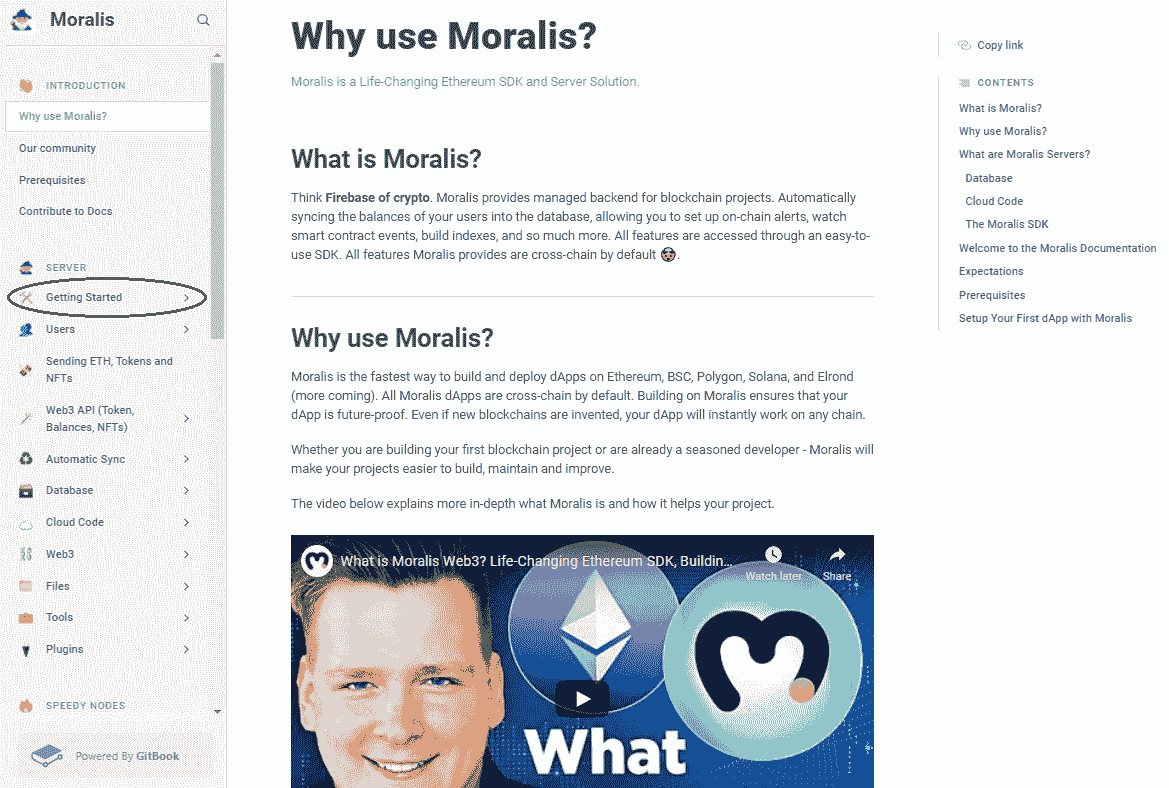 Moralis
INTRODUCTION
Why use Moralis?
Our community
Prerequisites
Contribute to Docs
SERVER
Getting Started
Users
Sending ETH, Tokens and
NFTs
Web3 API (Token,
Balances, NFTs)
Automatic Sync
Database
Cloud Code
Web3
Files
Tools
Plugins
SPEEDY NODES
Powered By GitBook
Why use Moralis?
Moralis is a Life-Changing Ethereum SDK and Server Solution.
What is Moralis?
Think Firebase of crypto. Moralis provides managed backend for blockchain projects. Automatically
syncing the balances of your users into the database, allowing you to set up on-chain alerts, watch
smart contract events, build indexes, and so much more. All features are accessed through an easy-to-
use SDK. All features Moralis provides are cross-chain by default .
Why use Moralis?
Moralis is the fastest way to build and deploy dApps on Ethereum, BSC, Polygon, Solana, and Elrond
(more coming). All Moralis dApps are cross-chain by default. Building on Moralis ensures that your
dApp is future-proof. Even if new blockchains are invented, your dApp will instantly work on any chain.
Whether you are building your first blockchain project or are already a seasoned developer - Moralis will
make your projects easier to build, maintain and improve.
The video below explains more in-depth what Moralis is and how it helps your project.
What is Moralis Web3? Life-Changing Ethereum SDK, Buildin...
Watch later
Share
What
Copy link
CONTENTS
What is Moralis?
Why use Moralis?
What are Moralis Servers?
Database
Cloud Code
The Moralis SDK
Welcome to the Moralis Documentation
Expectations
Prerequisites
Setup Your First dApp with Moralis